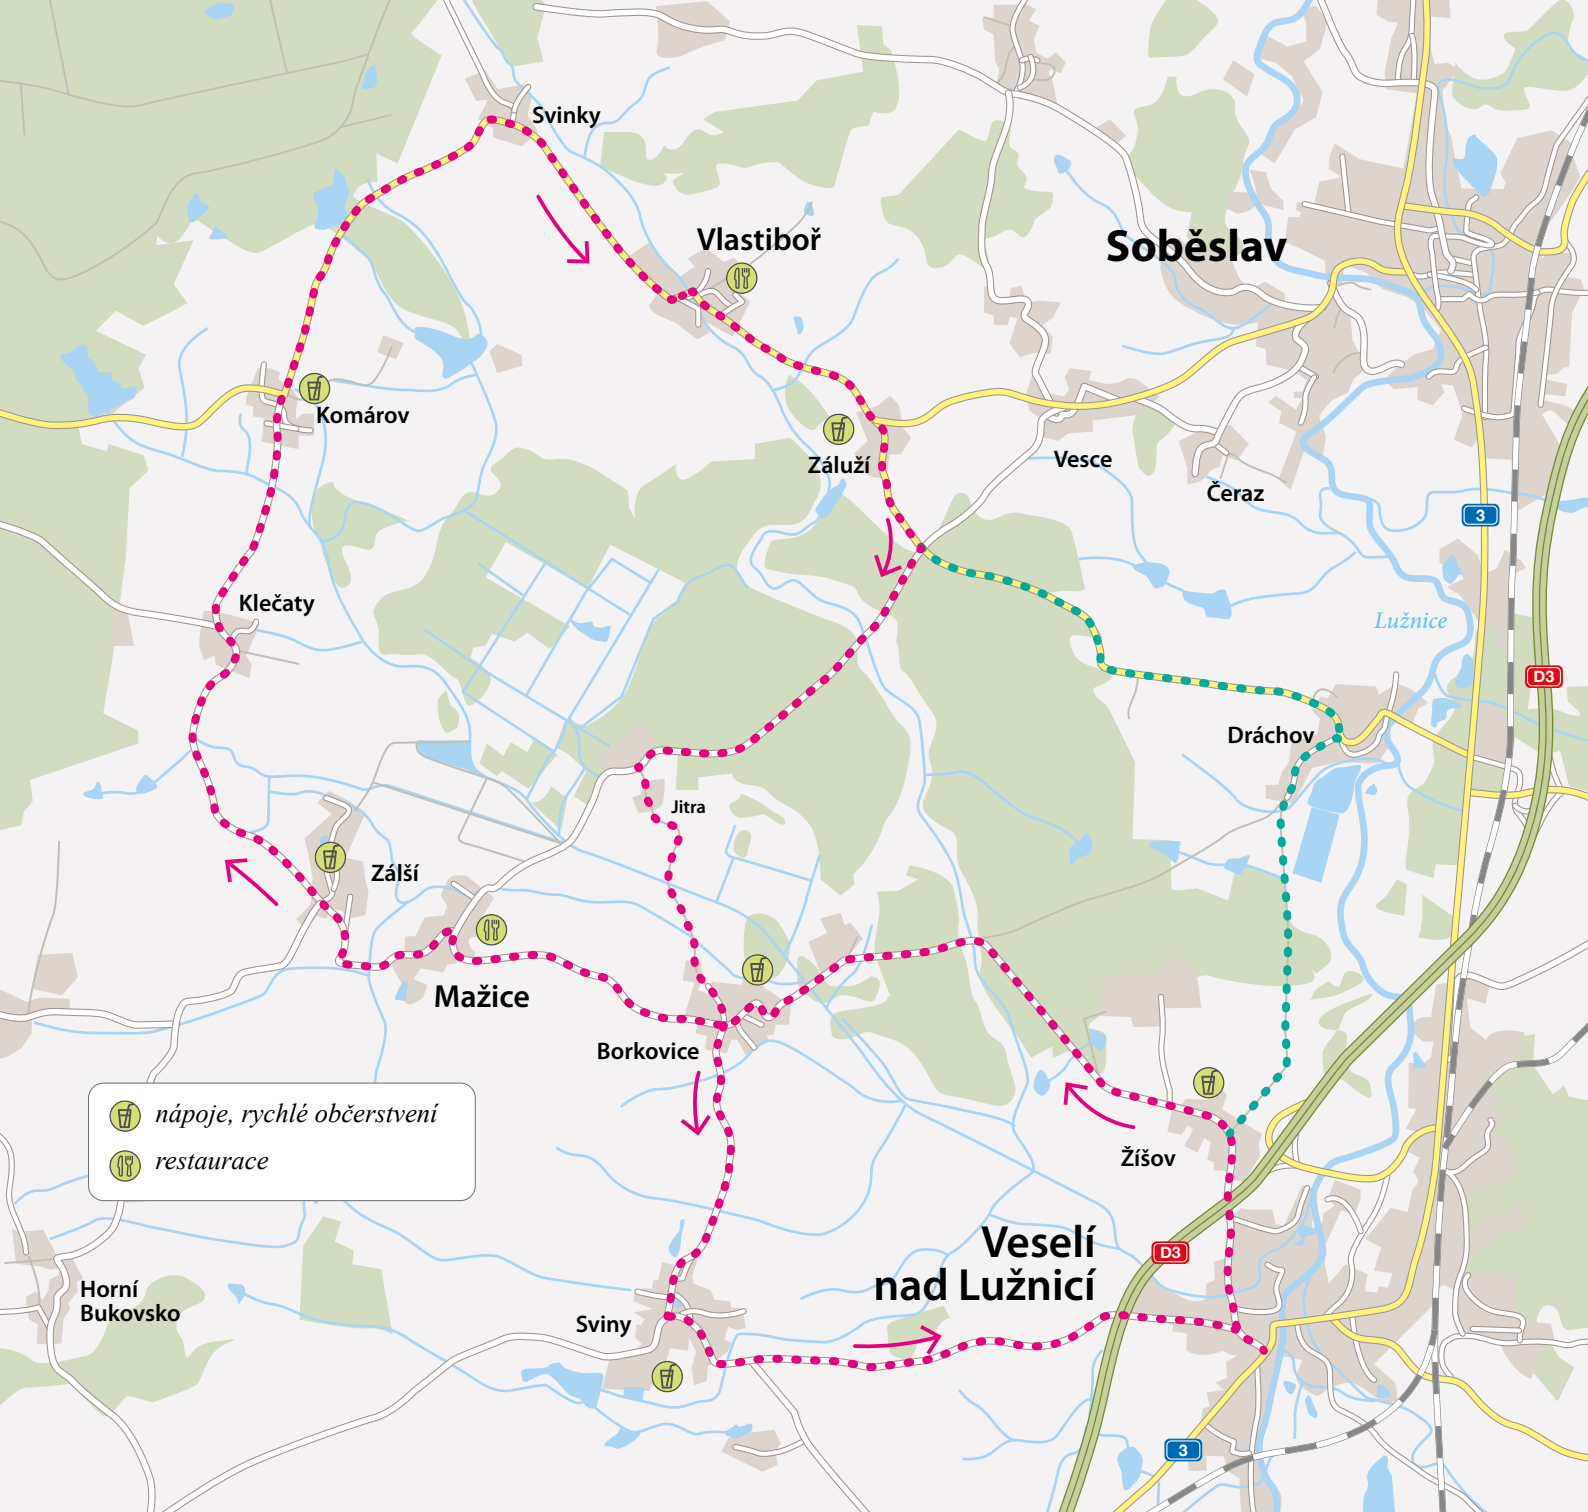 Svinky
Vlastiboř
Soběslav
Komárov
Záluží
Vesce
Čeraz
3
Klečaty
Lužnice
D3
Dráchov
Jitra
Zálší
Mažice
Borkovice
nápoje, rychlé občerstvení
restaurace
Žíšov
Veselí
nad Lužnicí
D3
Horní
Bukovsko
Sviny
3